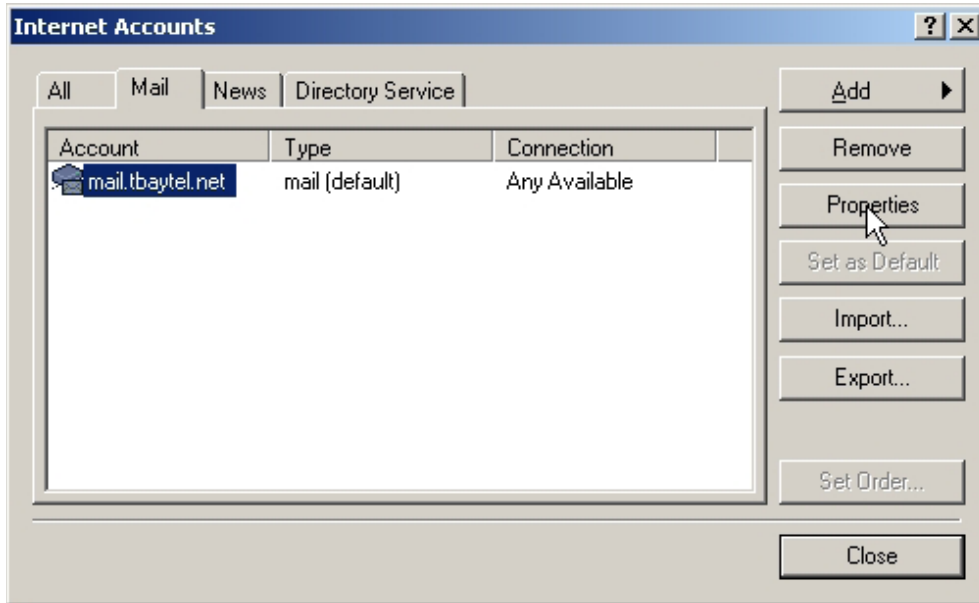 Internet Accounts
All Mail News Directory Service
Add
Account Type Connection
Remove
mail.tbaytel.net mail (default) Any Available
Properties
Set as Default
Import...
Export...
Set Order...
Close